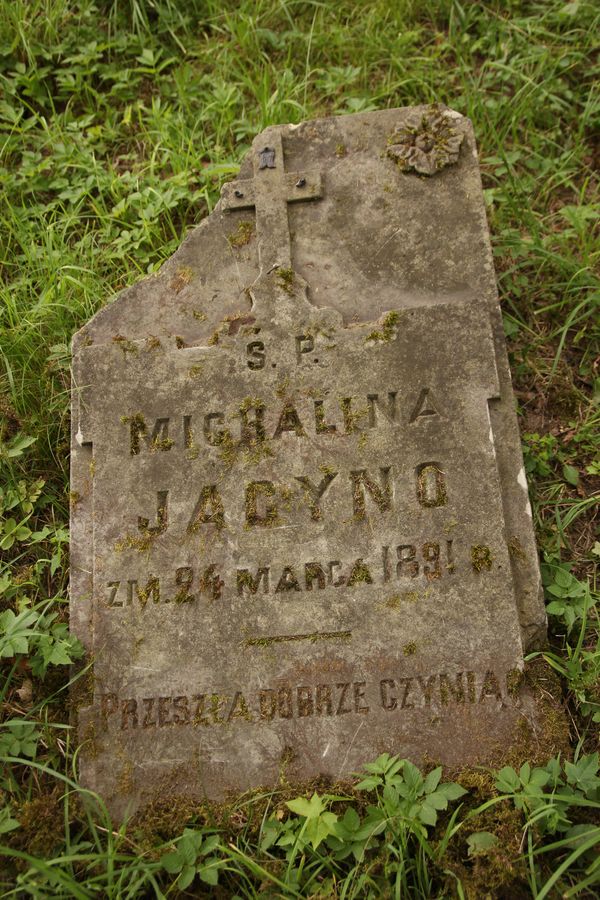 Ś. P.
MICHALINA
JACYNO
ZM. 24 MARCA 1891 R.
PRZESZŁA DOBRZE CZYNIĄC